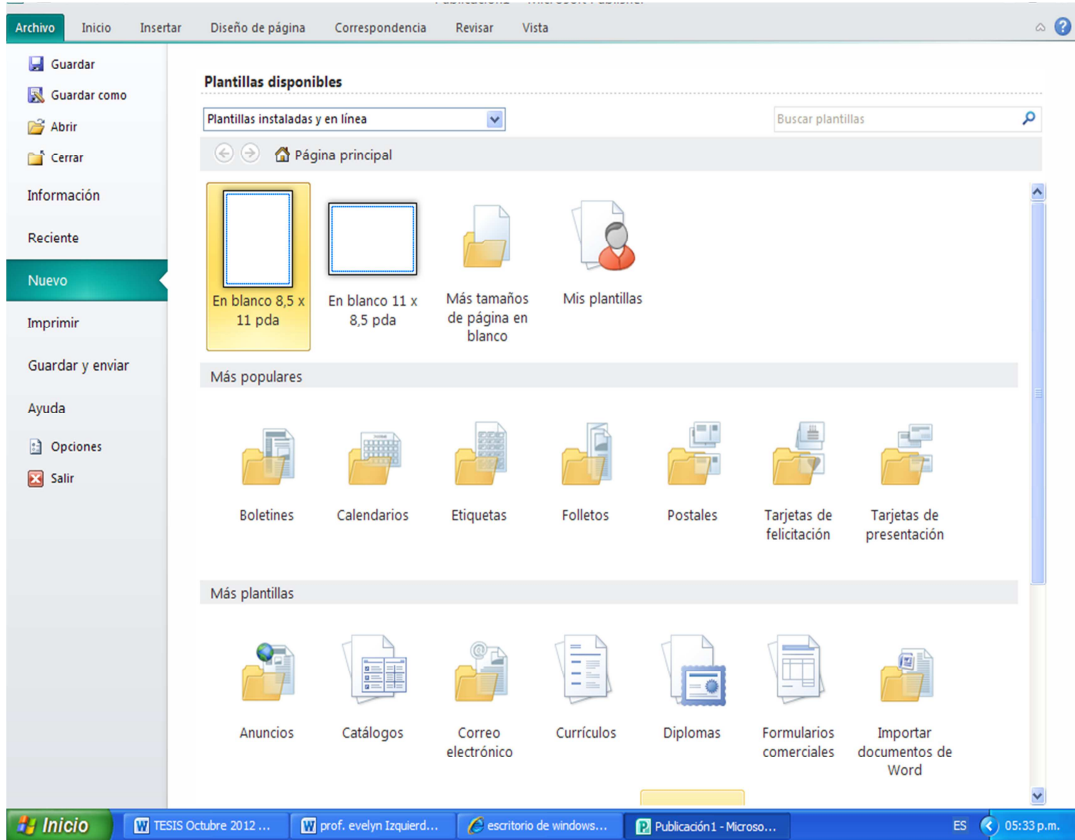 Archivo Inicio Insertar Diseño de página Correspondencia Revisar Vista
Guardar
Guardar como
Abrir
Cerrar
Información
Reciente
Nuevo
Imprimir
Guardar y enviar
Ayuda
Opciones
Salir
Plantillas disponibles
Plantillas instaladas y en línea
Buscar plantillas
Página principal
En blanco 8,5 x
11 pda
En blanco 11 x
8,5 pda
Más tamaños
de página en
blanco
Mis plantillas
Más populares
Boletines
Calendarios
Etiquetas
Folletos
Postales
Tarjetas de
felicitación
Tarjetas de
presentación
Más plantillas
Anuncios
Catálogos
Correo
electrónico
Currículos
Diplomas
Formularios
comerciales
Importar
documentos de
Word
Inicio TESIS Octubre 2012 ... prof. evelyn Izquierd... escritorio de windows... Publicación1 - Microso... ES 05:33 p.m.